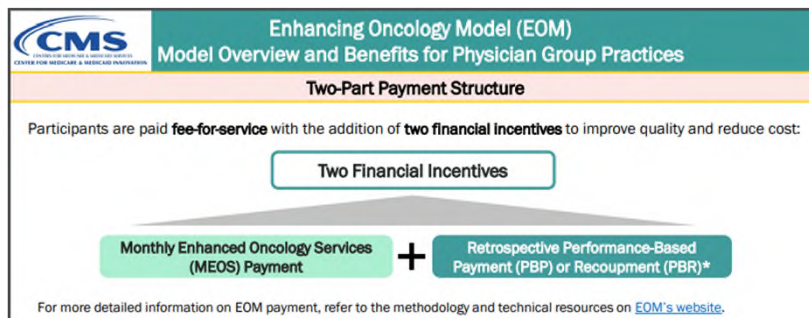 CMS
CENTERS FOR MEDICARE & MEDICAID SERVICES
CENTER FOR MEDICARE & MEDICAID INNOVATION
Enhancing Oncology Model (EOM)
Model Overview and Benefits for Physician Group Practices
Two-Part Payment Structure
Participants are paid fee-for-service with the addition of two financial incentives to improve quality and reduce cost:
Two Financial Incentives
Monthly Enhanced Oncology Services
(MEOS) Payment
+
Retrospective Performance-Based
Payment (PBP) or Recoupment (PBR)*
For more detailed information on EOM payment, refer to the methodology and technical resources on EOM's website.